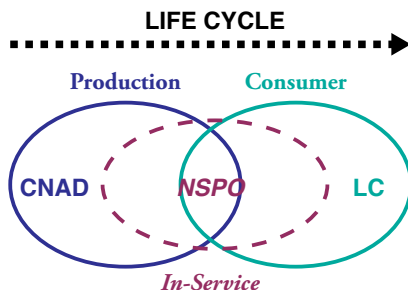 LIFE CYCLE
Production Consumer
CNAD NSPO LC
In-Service